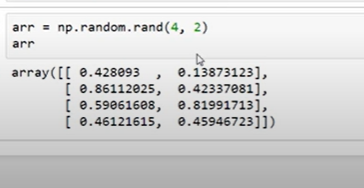 arr = np.random.rand(4, 2)
arr
array([[ 0.428093  ,  0.13873123],
       [ 0.86112025,  0.42337081],
       [ 0.59061608,  0.81991713],
       [ 0.46121615,  0.45946723]])